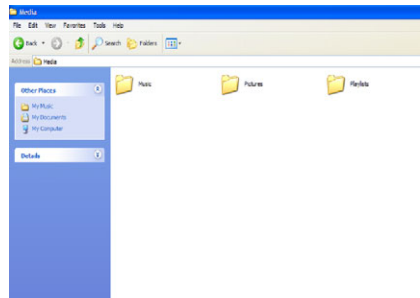 Media
File Edit View Favorites Tools Help
Back Search Folders
Address Media
Other Places
My Music
My Documents
My Computer
Details
Music Pictures Playlists